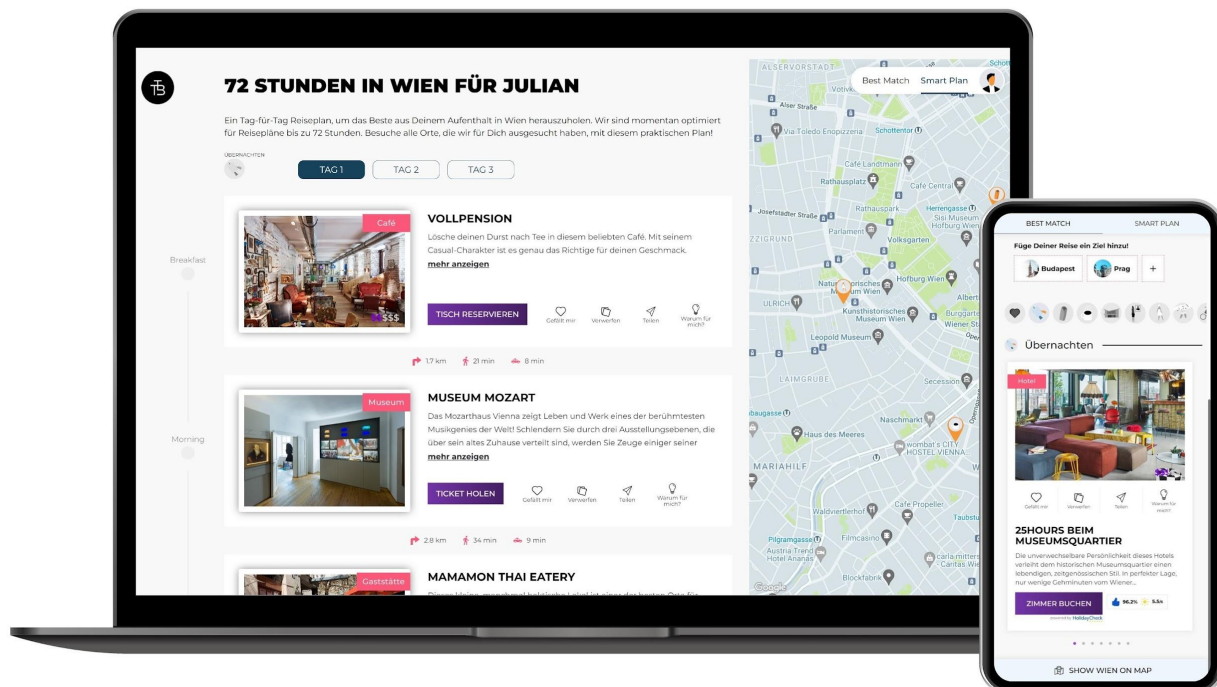 TB
72 STUNDEN IN WIEN FÜR JULIAN
Ein Tag-für-Tag Reiseplan, um das Beste aus Deinem Aufenthalt in Wien herauszuholen. Wir sind momentan optimiert
für Reisepläne bis zu 72 Stunden. Besuche alle Orte, die wir für Dich ausgesucht haben, mit diesem praktischen Plan!
ÜBERNACHTEN
TAG 1
TAG 2
TAG 3
Breakfast
Café
$$$
VOLLPENSION
Lösche deinen Durst nach Tee in diesem beliebten Café. Mit seinem
Casual-Charakter ist es genau das Richtige für deinen Geschmack.
mehr anzeigen
TISCH RESERVIEREN
Gefällt mir
Verwerfen
Teilen
Warum für
mich?
1.7 km
21 min
8 min
Morning
Museum
MUSEUM MOZART
Das Mozarthaus Vienna zeigt Leben und Werk eines der berühmtesten
Musikgenies der Welt! Schlendern Sie durch drei Ausstellungsebenen, die
über sein altes Zuhause verteilt sind, werden Sie Zeuge einiger seiner
mehr anzeigen
TICKET HOLEN
Gefällt mir
Verwerfen
Teilen
Warum für
mich?
2.8 km
34 min
9 min
Gaststätte
MAMAMON THAI EATERY
Best Match
Smart Plan
ALSERVORSTADT
Alser Straße
Via Toledo Enopizzeria
Schottentor
Café Landtmann
Rathausplatz
Café Central
Josefstädter Straße
Rathauspark
Herrengasse
Sisi Museum
Hofburg Wien
Parlament
Volksgarten
Hofburg Wien
ULRICH
Kunsthistorisches
Museum Wien
Burggarten
Leopold Museum
LAIMGRUBE
Secession
Naschmarkt
Haus des Meeres
wombat's CITY
HOSTEL VIENNA
MARIAHILF
Waldviertlerhof
Café Propeller
Pilgramgasse
Filmcasino
Austria Trend
Hotel Ananas
Blockfabrik
Google
BEST MATCH
SMART PLAN
Füge Deiner Reise ein Ziel hinzu!
Budapest
Prag
+
Übernachten
Hotel
Gefällt mir
Verwerfen
Teilen
Warum für
mich?
25HOURS BEIM
MUSEUMSQUARTIER
Die unverwechselbare Persönlichkeit dieses Hotels
verleiht dem historischen Museumsquartier einen
lebendigen, zeitgenössischen Stil. In perfekter Lage,
nur wenige Gehminuten vom Wiener...
ZIMMER BUCHEN
96.2%
powered by HolidayCheck
SHOW WIEN ON MAP